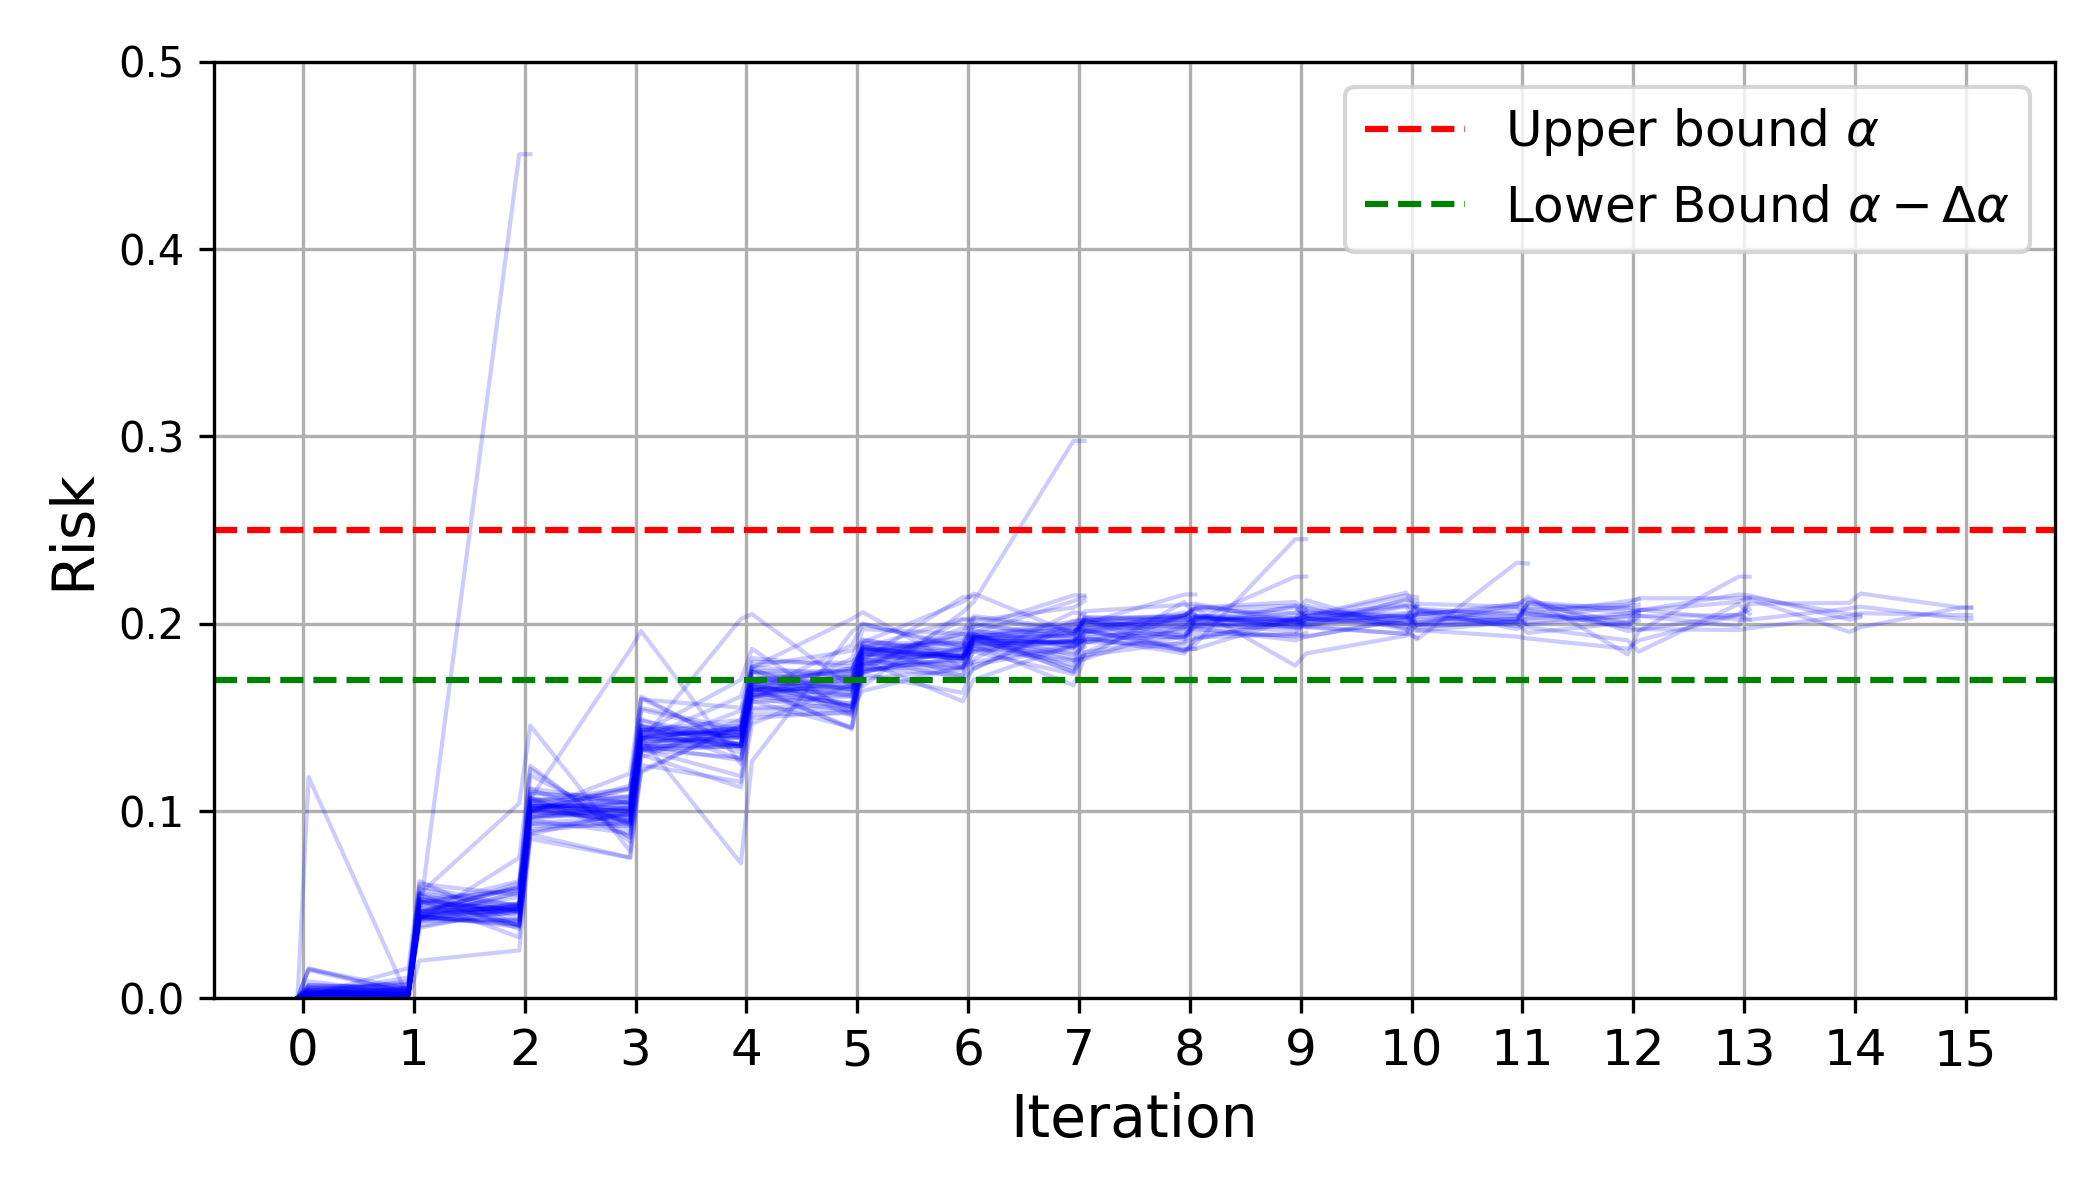 0.5
0.4
0.3
0.2
0.1
0.0
Risk
Upper bound α
Lower Bound α − Δα
0 1 2 3 4 5 6 7 8 9 10 11 12 13 14 15
Iteration